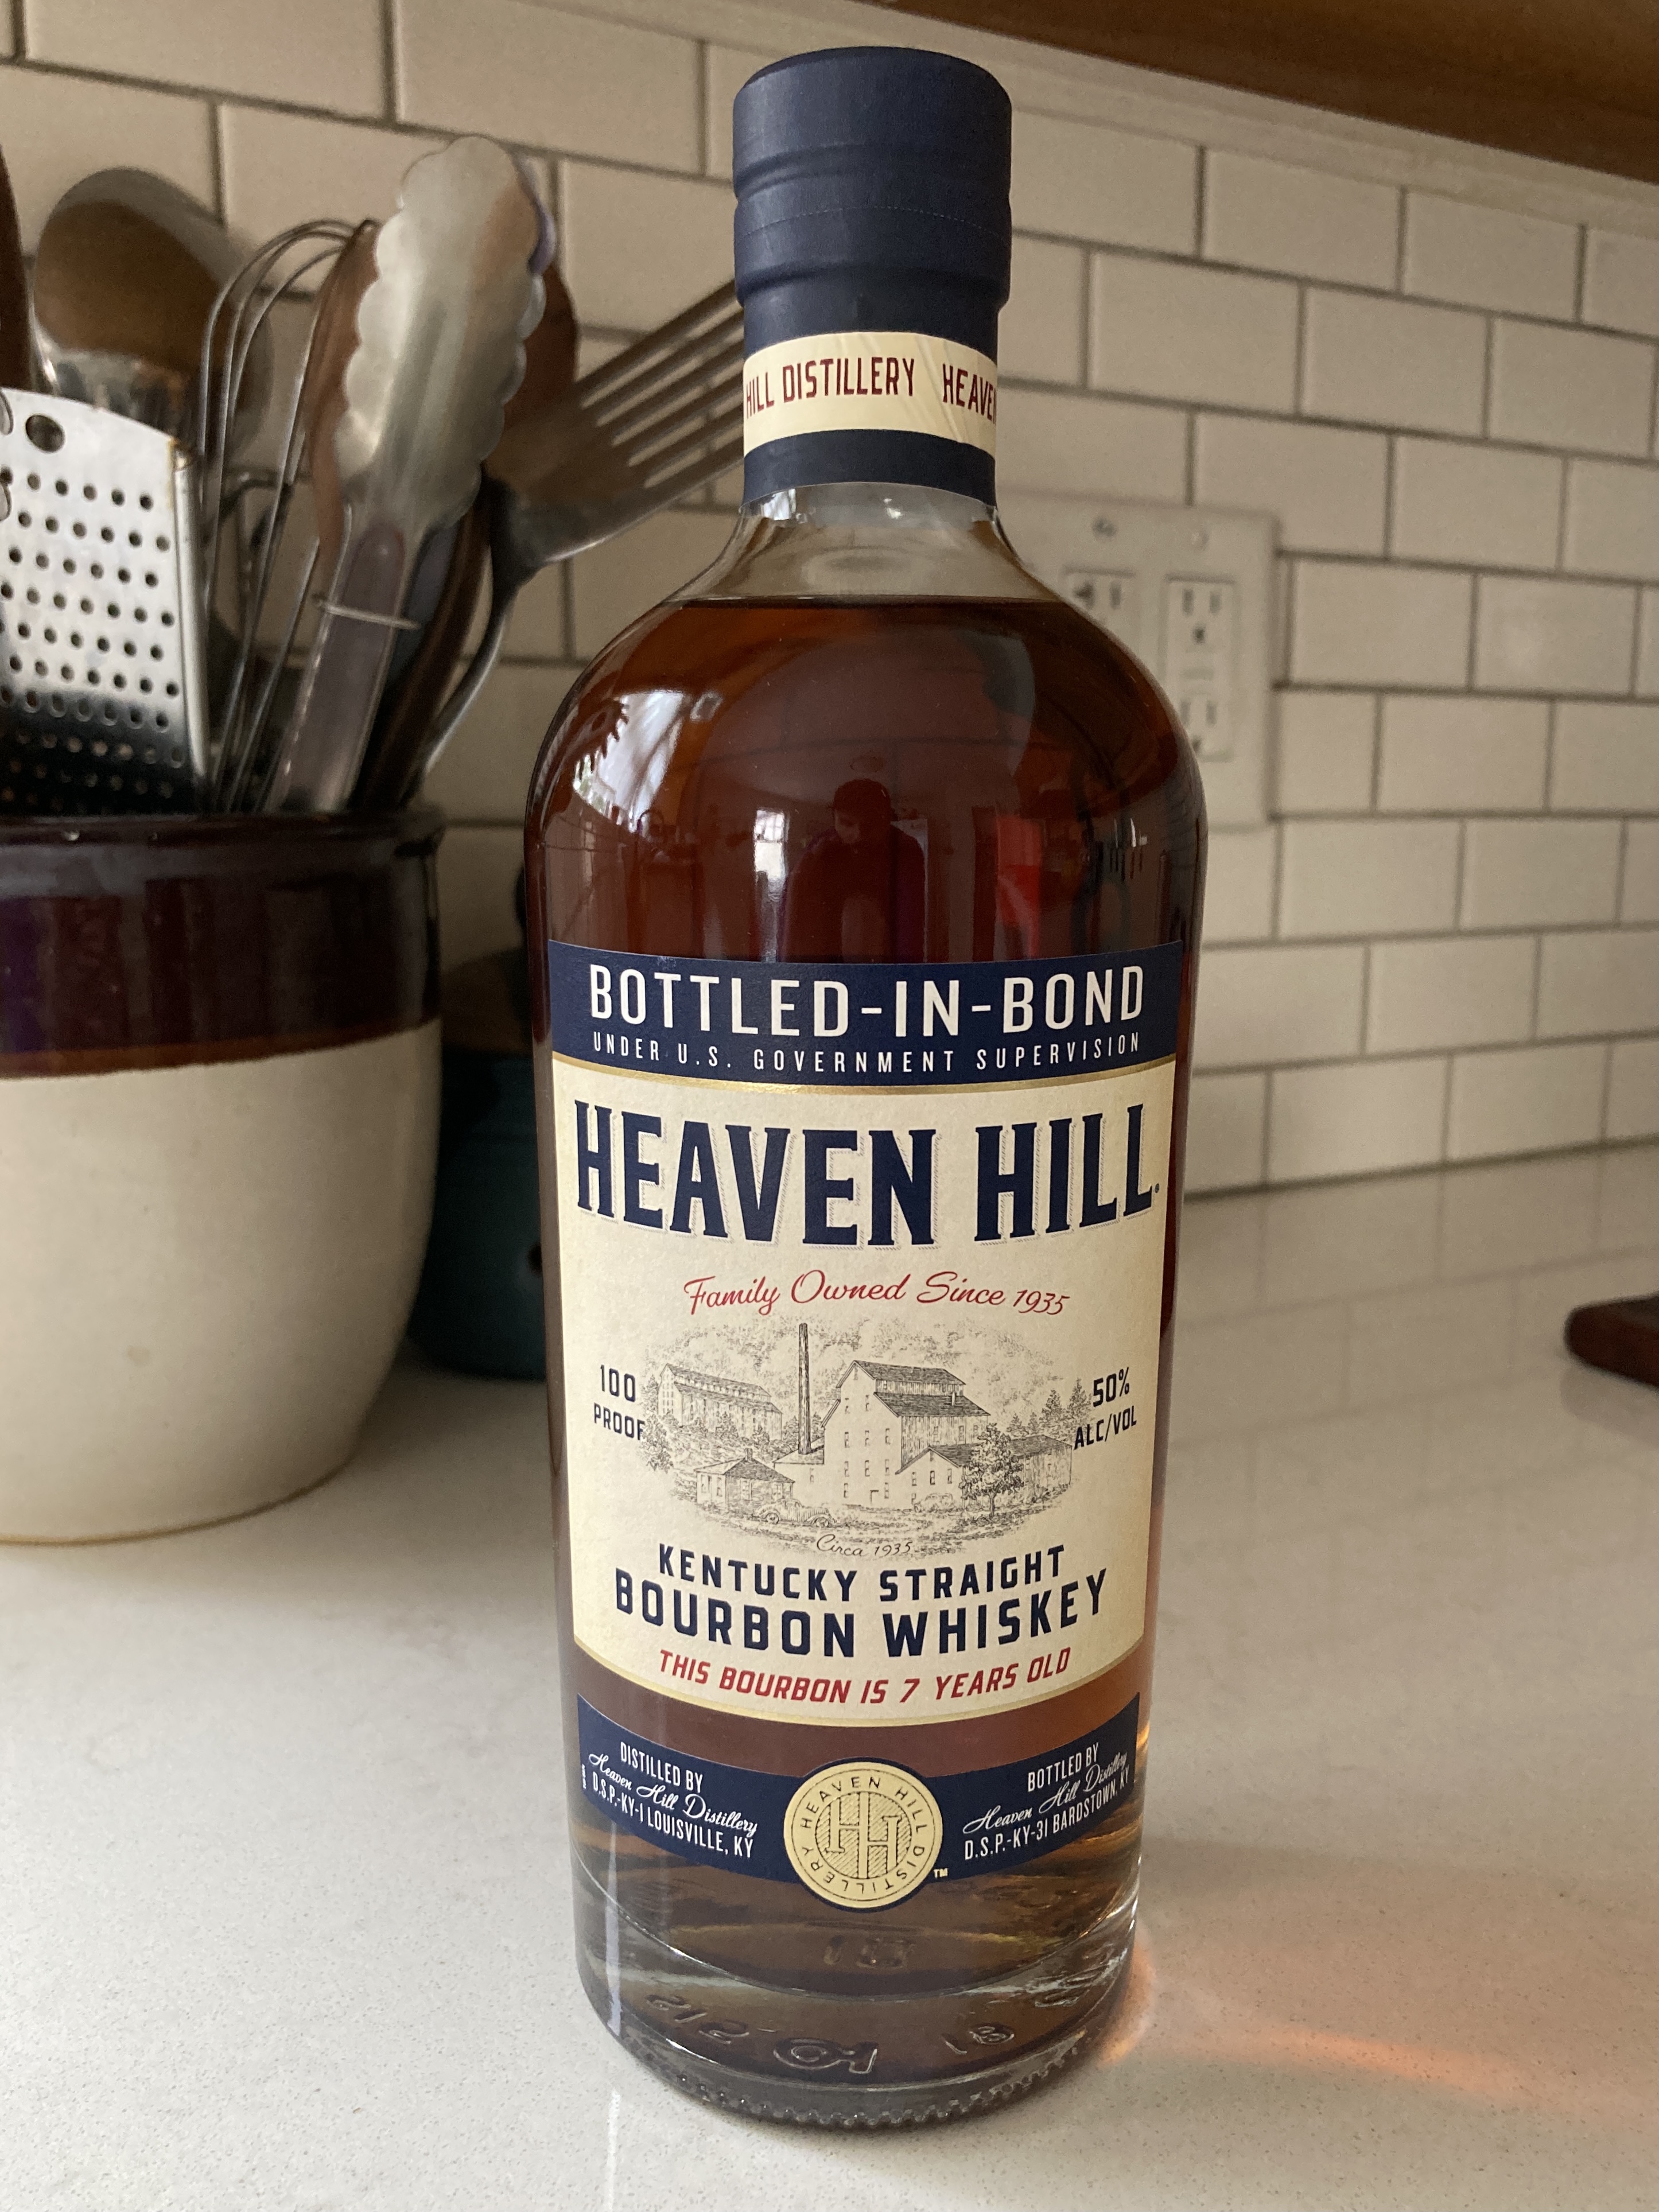 HILL DISTILLERY HEAVEN
BOTTLED-IN-BOND
UNDER U.S. GOVERNMENT SUPERVISION
HEAVEN HILL®
Family Owned Since 1935
100
PROOF
50%
ALC/VOL
Circa 1935
KENTUCKY STRAIGHT
BOURBON WHISKEY
THIS BOURBON IS 7 YEARS OLD
DISTILLED BY
Heaven Hill Distillery
D.S.P.-KY-1 LOUISVILLE, KY
HEAVEN HILL DISTILLERY
HH
TM
BOTTLED BY
Heaven Hill Distillery
D.S.P.-KY-31 BARDSTOWN, KY